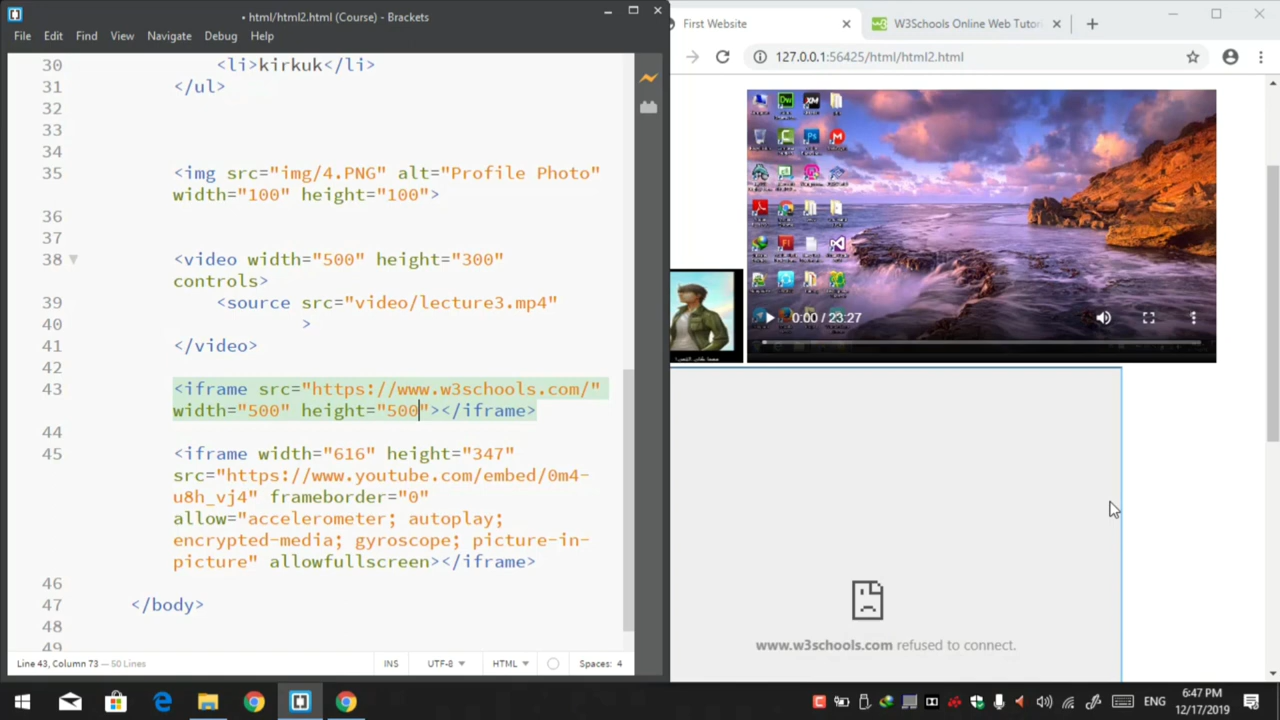 • html/html2.html (Course) - Brackets
File Edit Find View Navigate Debug Help
30 <li>kirkuk</li>
31 </ul>
32
33
34
35 <img src="img/4.PNG" alt="Profile Photo"
width="100" height="100">
36
37
38 <video width="500" height="300"
controls>
39 <source src="video/lecture3.mp4"
40 >
41 </video>
42
43 <iframe src="https://www.w3schools.com/"
width="500" height="500"></iframe>
44
45 <iframe width="616" height="347"
src="https://www.youtube.com/embed/0m4-
u8h_vj4" frameborder="0"
allow="accelerometer; autoplay;
encrypted-media; gyroscope; picture-in-
picture" allowfullscreen></iframe>
46
47 </body>
48
49
Line 43, Column 73 — 50 Lines
INS UTF-8 HTML Spaces: 4
First Website
W3Schools Online Web Tutor
127.0.0.1:56425/html/html2.html
0:00 / 23:27
www.w3schools.com refused to connect.
ENG
6:47 PM
12/17/2019